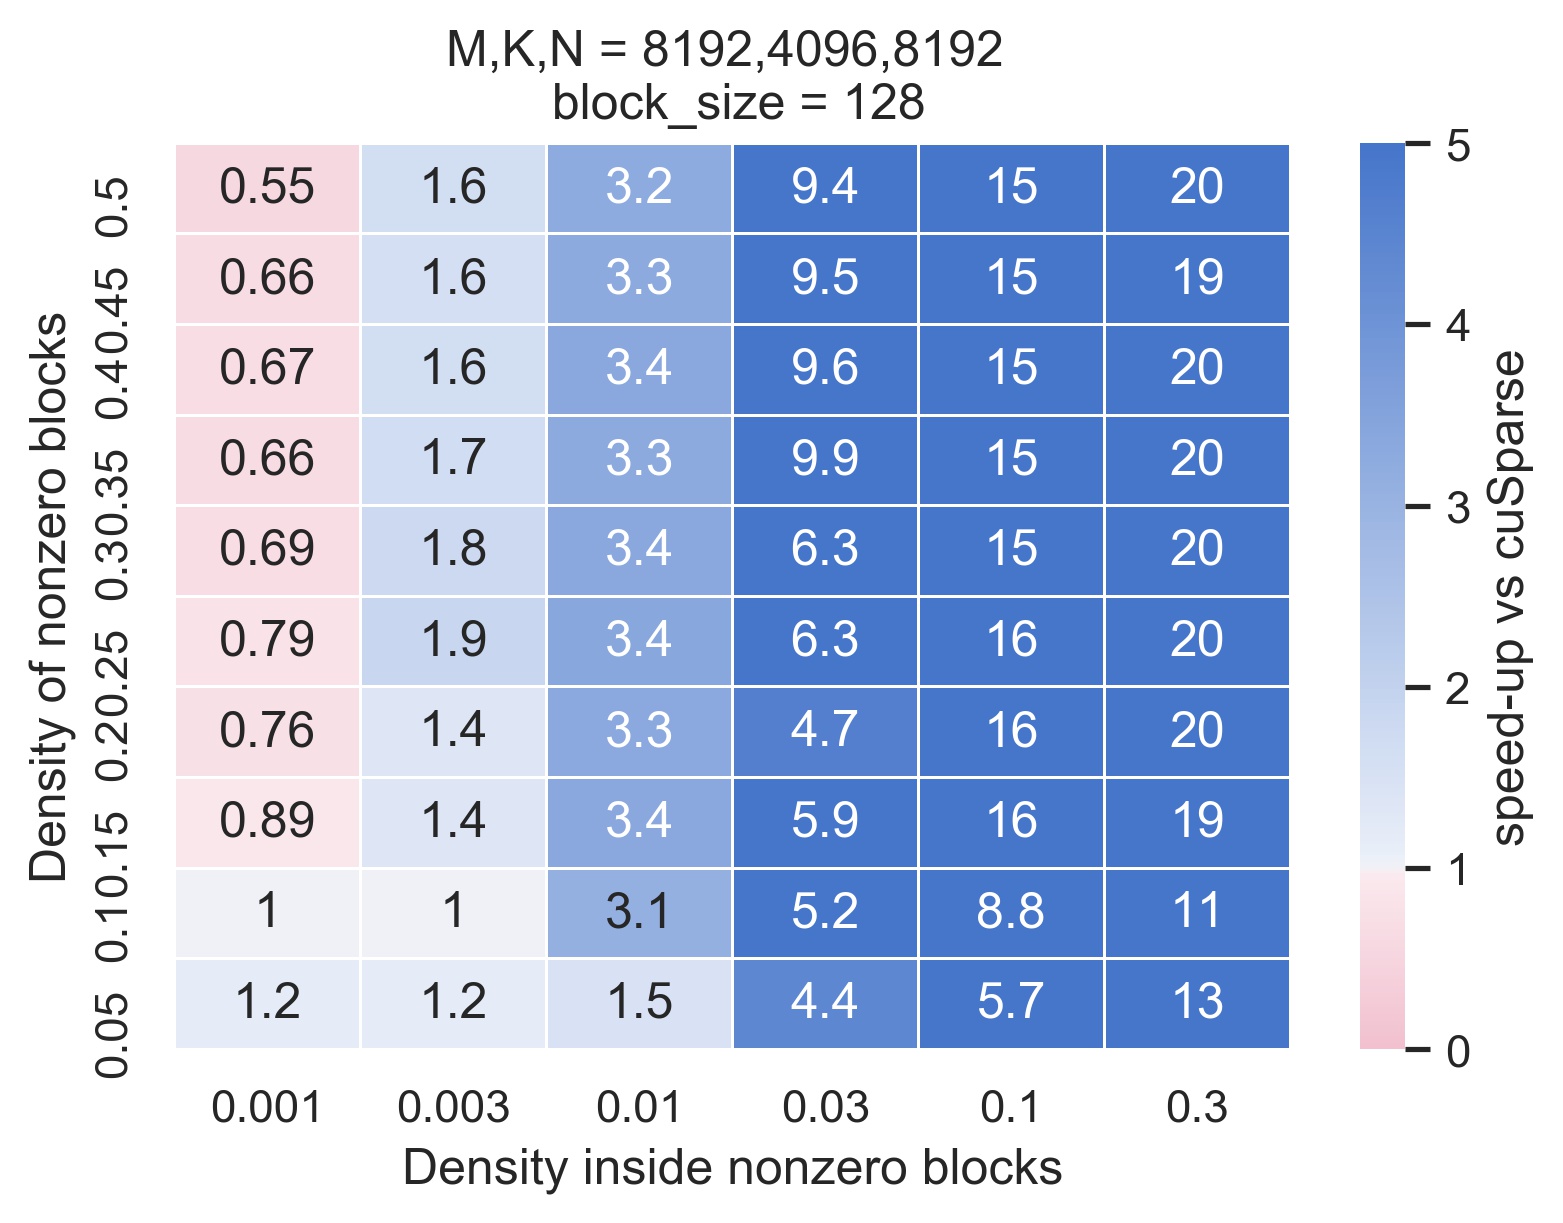 M,K,N = 8192,4096,8192
block_size = 128
Density of nonzero blocks
0.5 0.55 1.6 3.2 9.4 15 20
0.45 0.66 1.6 3.3 9.5 15 19
0.4 0.67 1.6 3.4 9.6 15 20
0.35 0.66 1.7 3.3 9.9 15 20
0.3 0.69 1.8 3.4 6.3 15 20
0.25 0.79 1.9 3.4 6.3 16 20
0.2 0.76 1.4 3.3 4.7 16 20
0.15 0.89 1.4 3.4 5.9 16 19
0.1 1 1 3.1 5.2 8.8 11
0.05 1.2 1.2 1.5 4.4 5.7 13
0.001 0.003 0.01 0.03 0.1 0.3
Density inside nonzero blocks
5
4
3
2
1
0
speed-up vs cuSparse